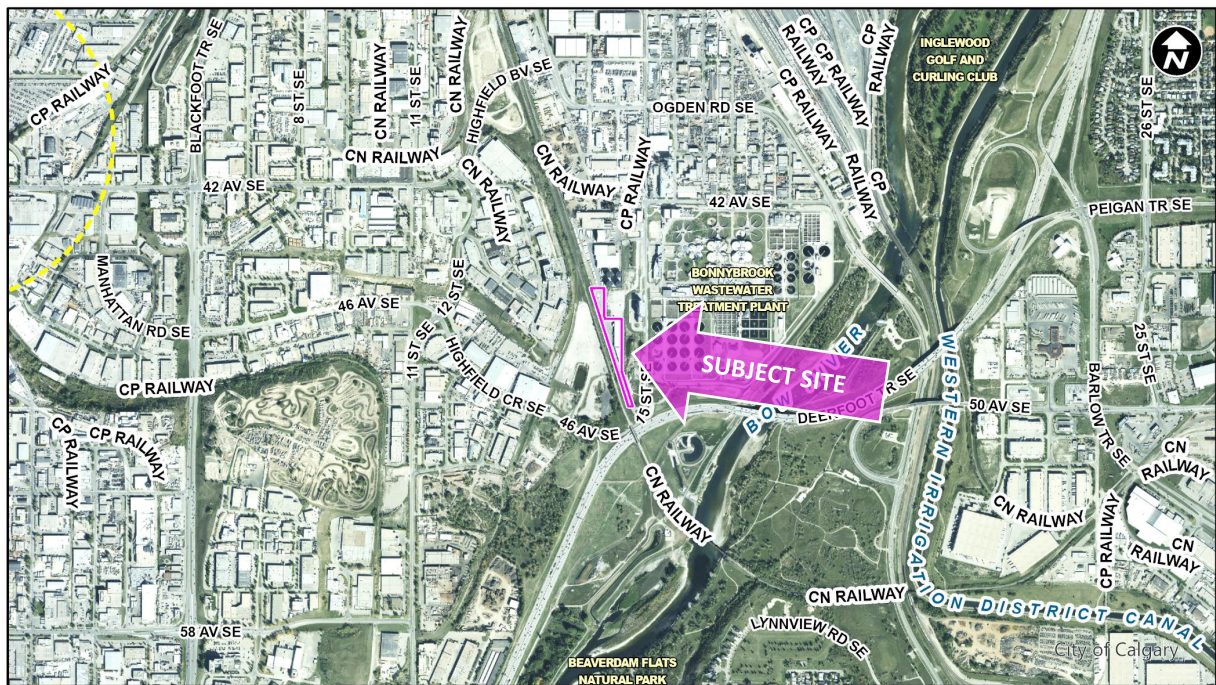 INGLEWOOD
GOLF AND
CURLING CLUB
N
CP RAILWAY
BLACKFOOT TR SE
8 ST SE
CN RAILWAY
11 ST SE
CN RAILWAY
HIGHFIELD BV SE
CP RAILWAY
CP RAILWAY
CP RAILWAY
OGDEN RD SE
CP RAILWAY
26 ST SE
CN RAILWAY
CN RAILWAY
CN RAILWAY
CP RAILWAY
CP RAILWAY
42 AV SE
42 AV SE
PEIGAN TR SE
MANHATTAN RD SE
46 AV SE
12 ST SE
BONNYBROOK
WASTEWATER
TREATMENT PLANT
11 ST SE
HIGHFIELD CR SE
SUBJECT SITE
BOW RIVER
WESTERN IRRIGATION DISTRICT CANAL
25 ST SE
BARLOW TR SE
CP RAILWAY
15 ST SE
DEERFOOT TR SE
50 AV SE
46 AV SE
CP RAILWAY
CP RAILWAY
CN RAILWAY
CN RAILWAY
CN RAILWAY
CP RAILWAY
CN RAILWAY
CN RAILWAY
58 AV SE
LYNNVIEW RD SE
BEAVERDAM FLATS
NATURAL PARK
City of Calgary